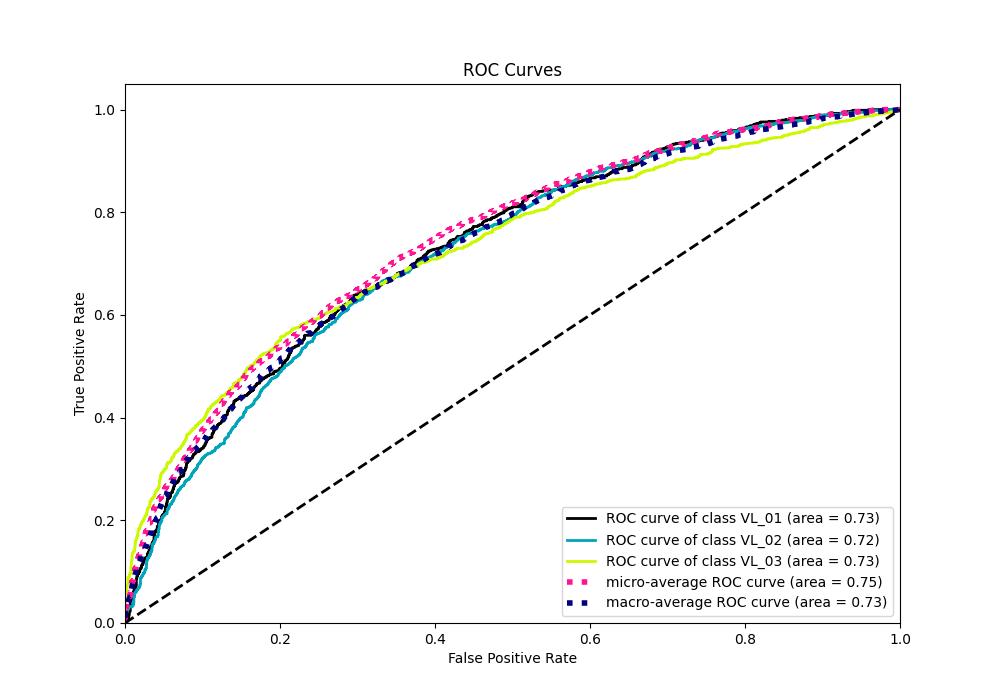 ROC Curves
True Positive Rate
1.0
0.8
0.6
0.4
0.2
0.0
ROC curve of class VL_01 (area = 0.73)
ROC curve of class VL_02 (area = 0.72)
ROC curve of class VL_03 (area = 0.73)
micro-average ROC curve (area = 0.75)
macro-average ROC curve (area = 0.73)
0.0 0.2 0.4 0.6 0.8 1.0
False Positive Rate